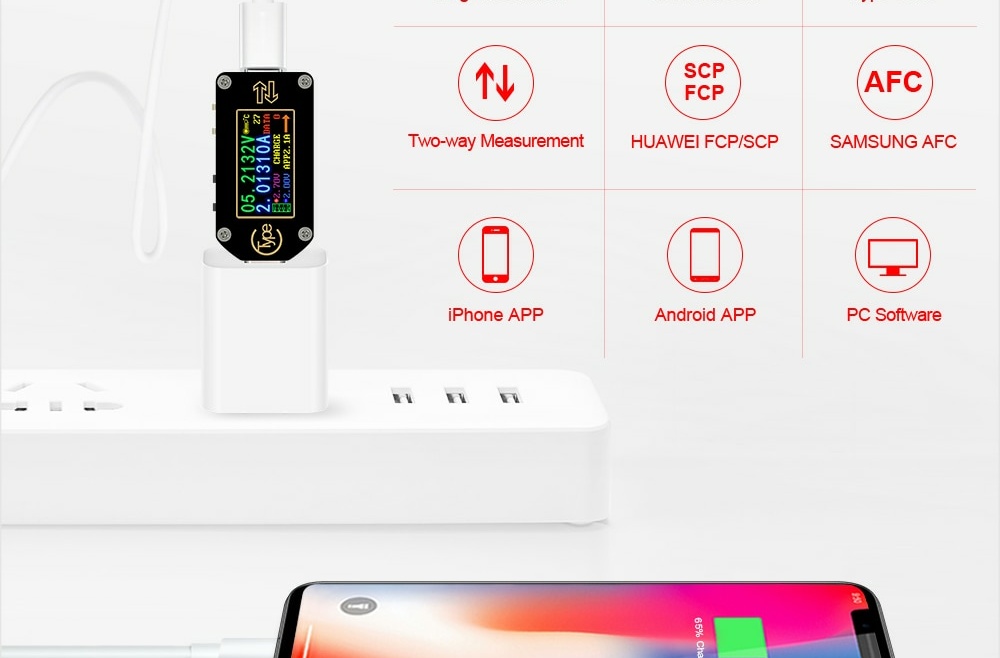 SCP
FCP
AFC
Two-way Measurement
HUAWEI FCP/SCP
SAMSUNG AFC
iPhone APP
Android APP
PC Software
05.2132V
2.01310A
27
CHARGE
DATA
0
+2.70V
-2.00V
APP2.1A
Type
65%